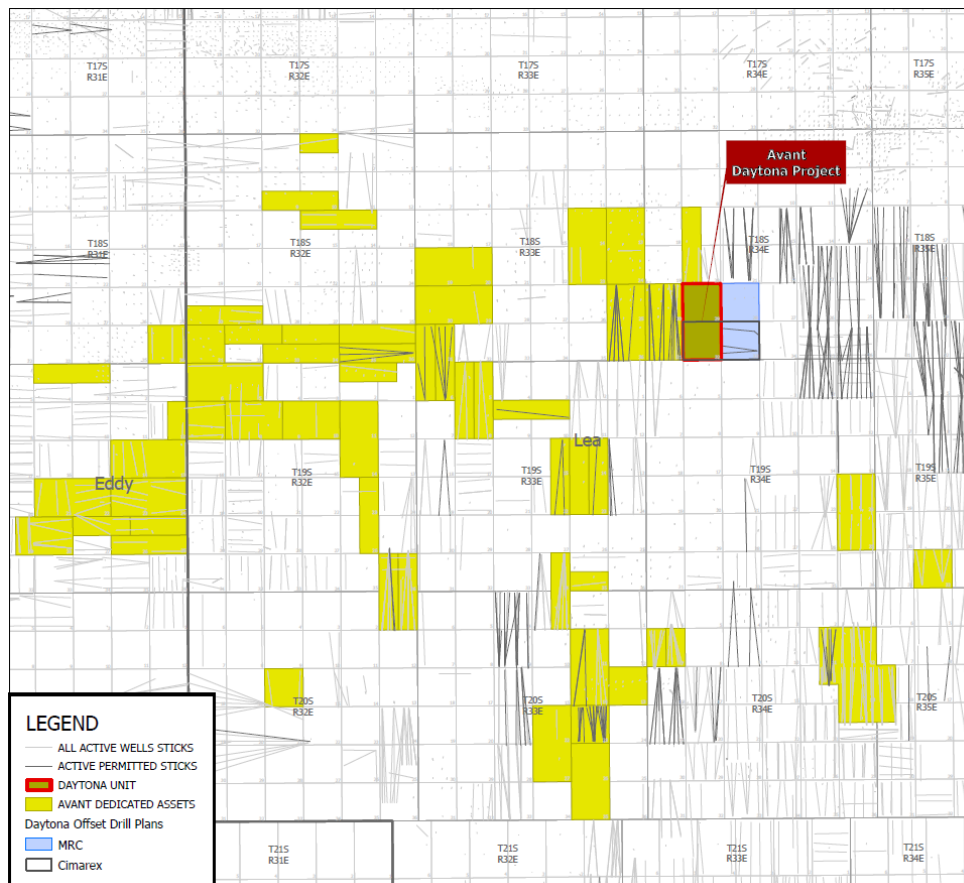 T17S
R31E
T17S
R32E
T17S
R33E
T17S
R34E
T17S
R35E
Avant
Daytona Project
T18S
R31E
T18S
R32E
T18S
R33E
T18S
R34E
T18S
R35E
Lea
Eddy
T19S
R32E
T19S
R33E
T19S
R34E
T19S
R35E
T20S
R32E
T20S
R33E
T20S
R34E
T20S
R35E
LEGEND
ALL ACTIVE WELLS STICKS
ACTIVE PERMITTED STICKS
DAYTONA UNIT
AVANT DEDICATED ASSETS
Daytona Offset Drill Plans
MRC
Cimarex
T21S
R31E
T21S
R32E
T21S
R33E
T21S
R34E